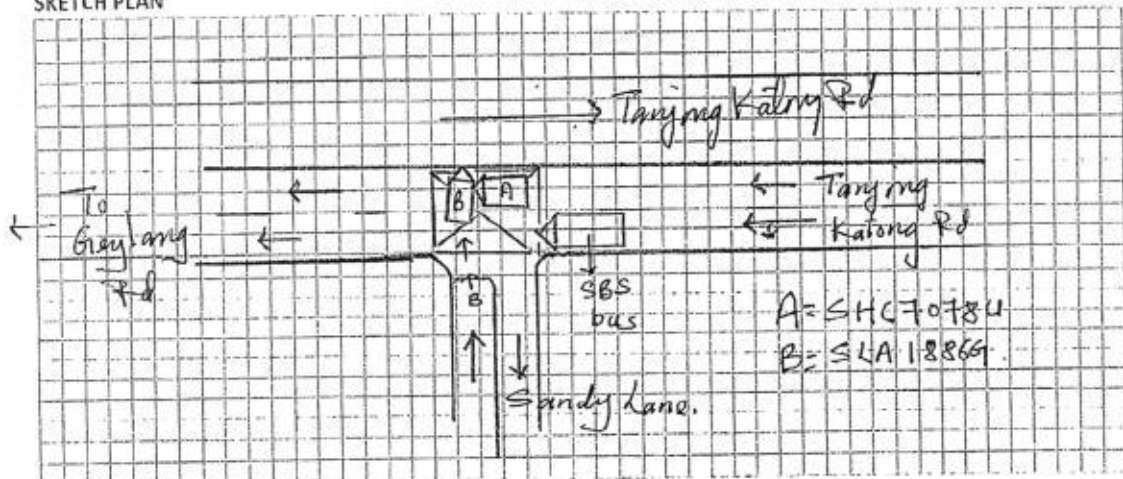 SKETCH PLAN
Tanjong Katong Rd
To
Geylang
Rd
B
A
Tanjong
Katong Rd
B
SBS
bus
A= SHC7078U
B= SLA1886G
Sandy Lane.